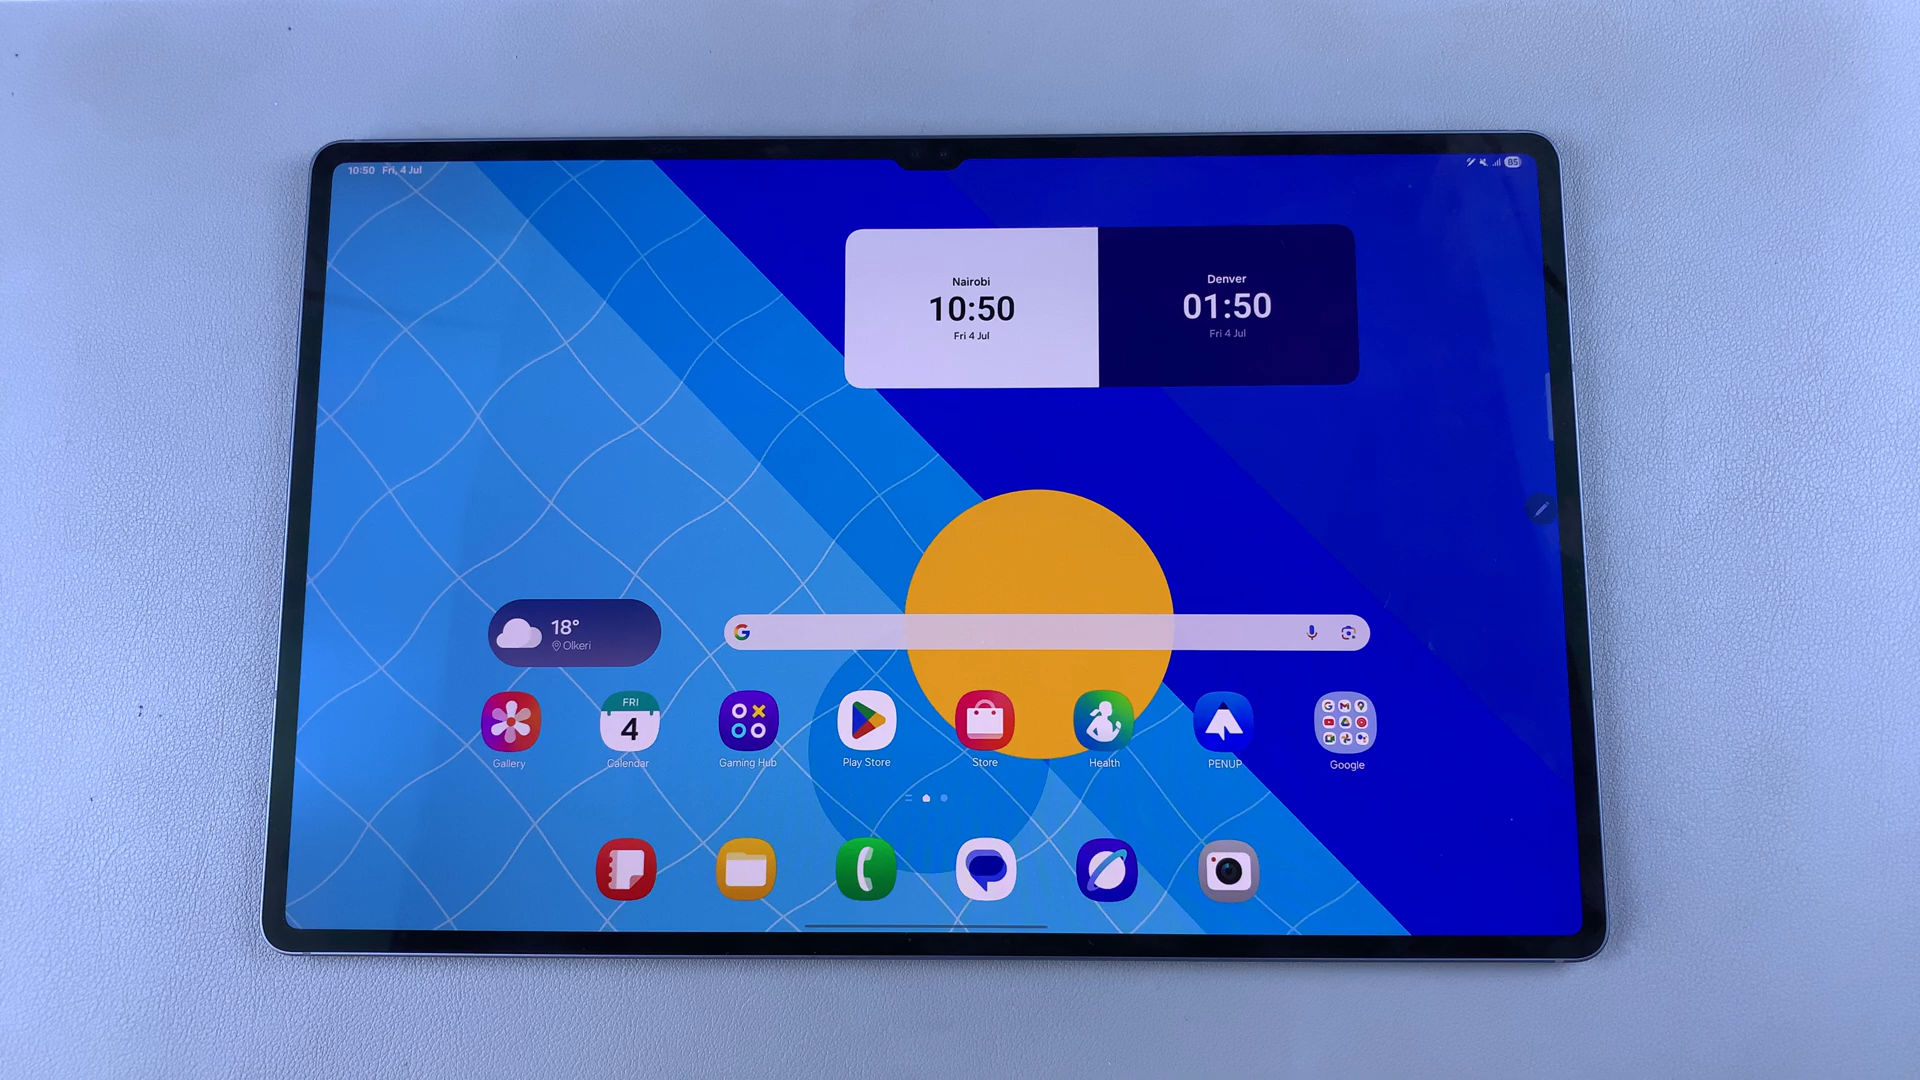 10:50 Fri, 4 Jul
85
Nairobi
10:50
Fri 4 Jul
Denver
01:50
Fri 4 Jul
18°
Olkeri
G
FRI
4
Gallery
Calendar
Gaming Hub
Play Store
Store
Health
PENUP
Google